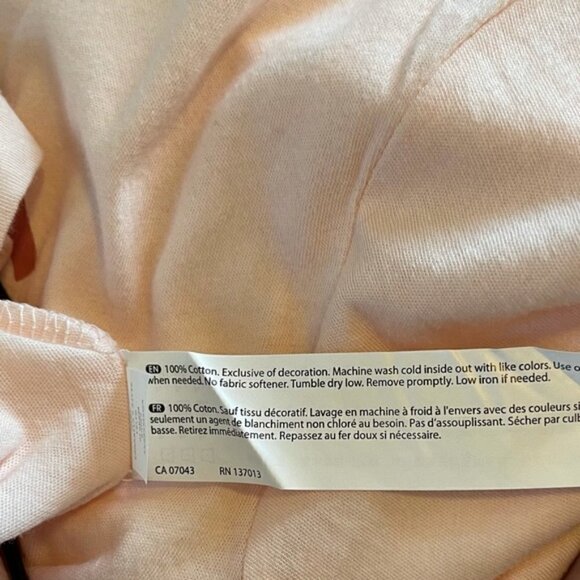 EN 100% Cotton. Exclusive of decoration. Machine wash cold inside out with like colors. Use
when needed. No fabric softener. Tumble dry low. Remove promptly. Low iron if needed.
FR 100% Coton. Sauf tissu décoratif. Lavage en machine à froid à l'envers avec des couleurs si
seulement un agent de blanchiment non chloré au besoin. Pas d'assouplissant. Sécher par culb
basse. Retirez immédiatement. Repassez au fer doux si nécessaire.
CA 07043 RN 137013